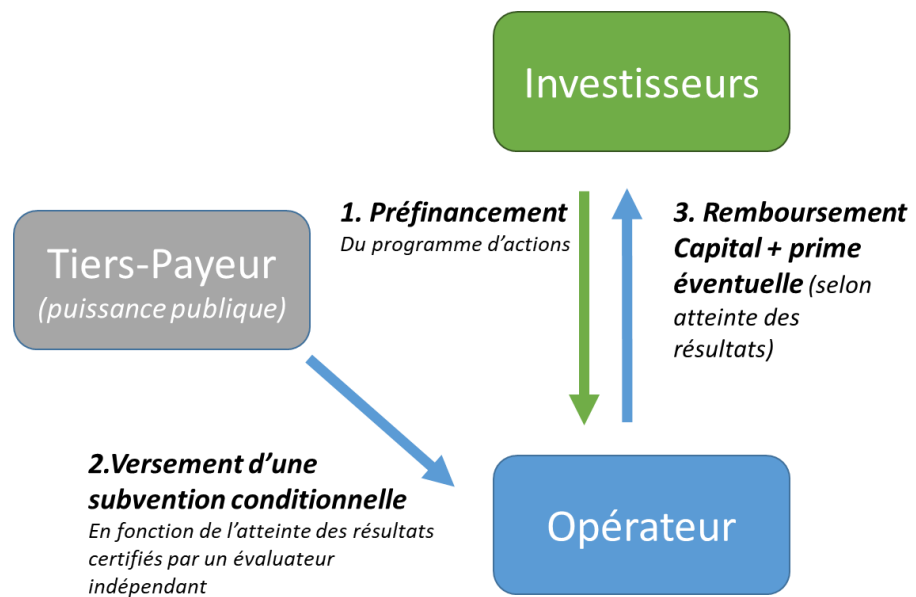 Investisseurs
1. Préfinancement
Du programme d’actions
3. Remboursement
Capital + prime
éventuelle (selon
atteinte des
résultats)
Tiers-Payeur
(puissance publique)
2.Versement d’une
subvention conditionnelle
En fonction de l’atteinte des résultats
certifiés par un évaluateur
indépendant
Opérateur